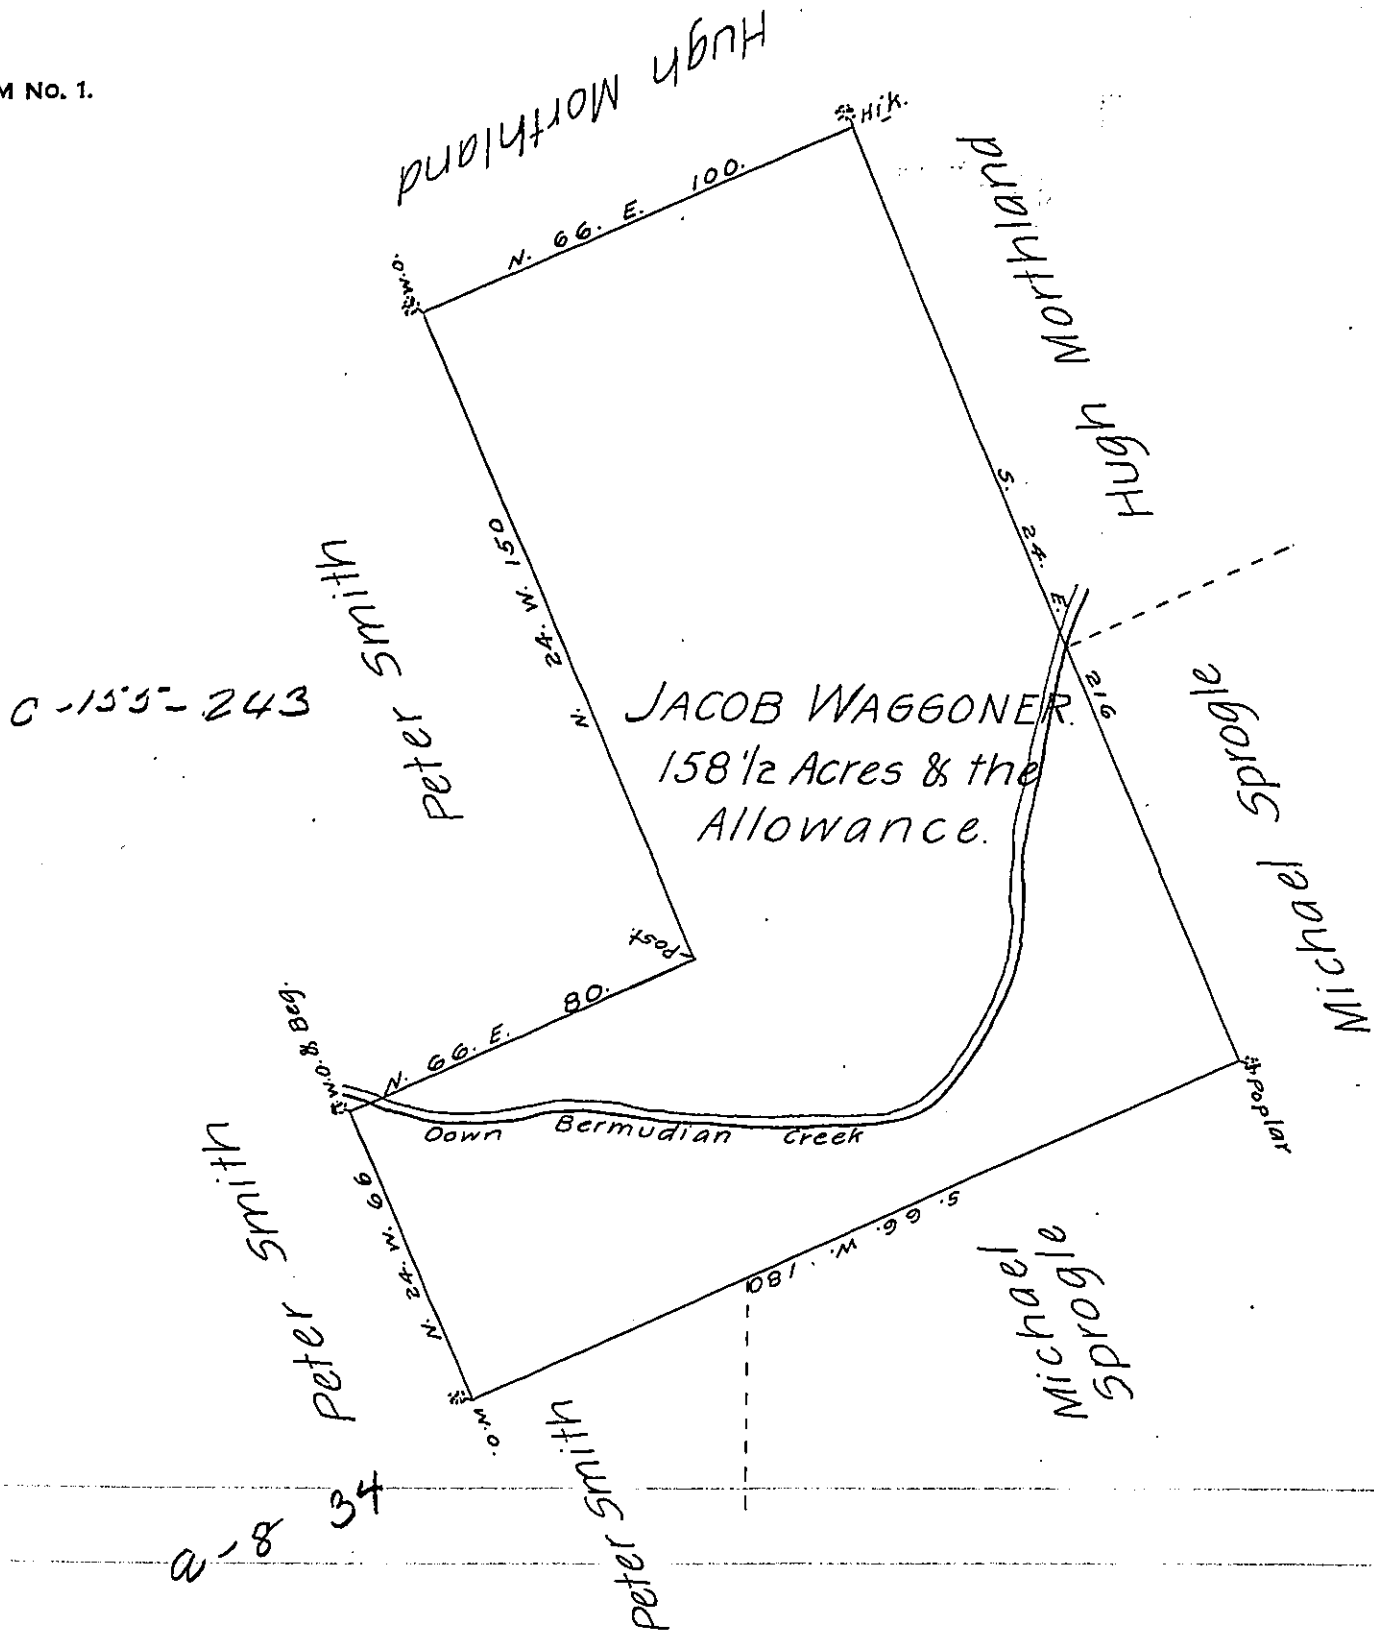 M No. 1.
Hugh Morthland
Hik.
N. 66. E. 100.
W.O.
Hugh Morthland
S. 24. E. 216
N. 24. W. 150
Peter Smith
C-155-243
JACOB WAGGONER.
158 1/2 Acres & the
Allowance.
Michael Sprogle
Post.
N. 66. E. 80.
W.O. & Beg.
Down Bermudian Creek
Poplar
Peter Smith
N. 24. W. 66
S. 66. W. 180
Michael
Sprogle
W.O.
Peter Smith
a-8 34